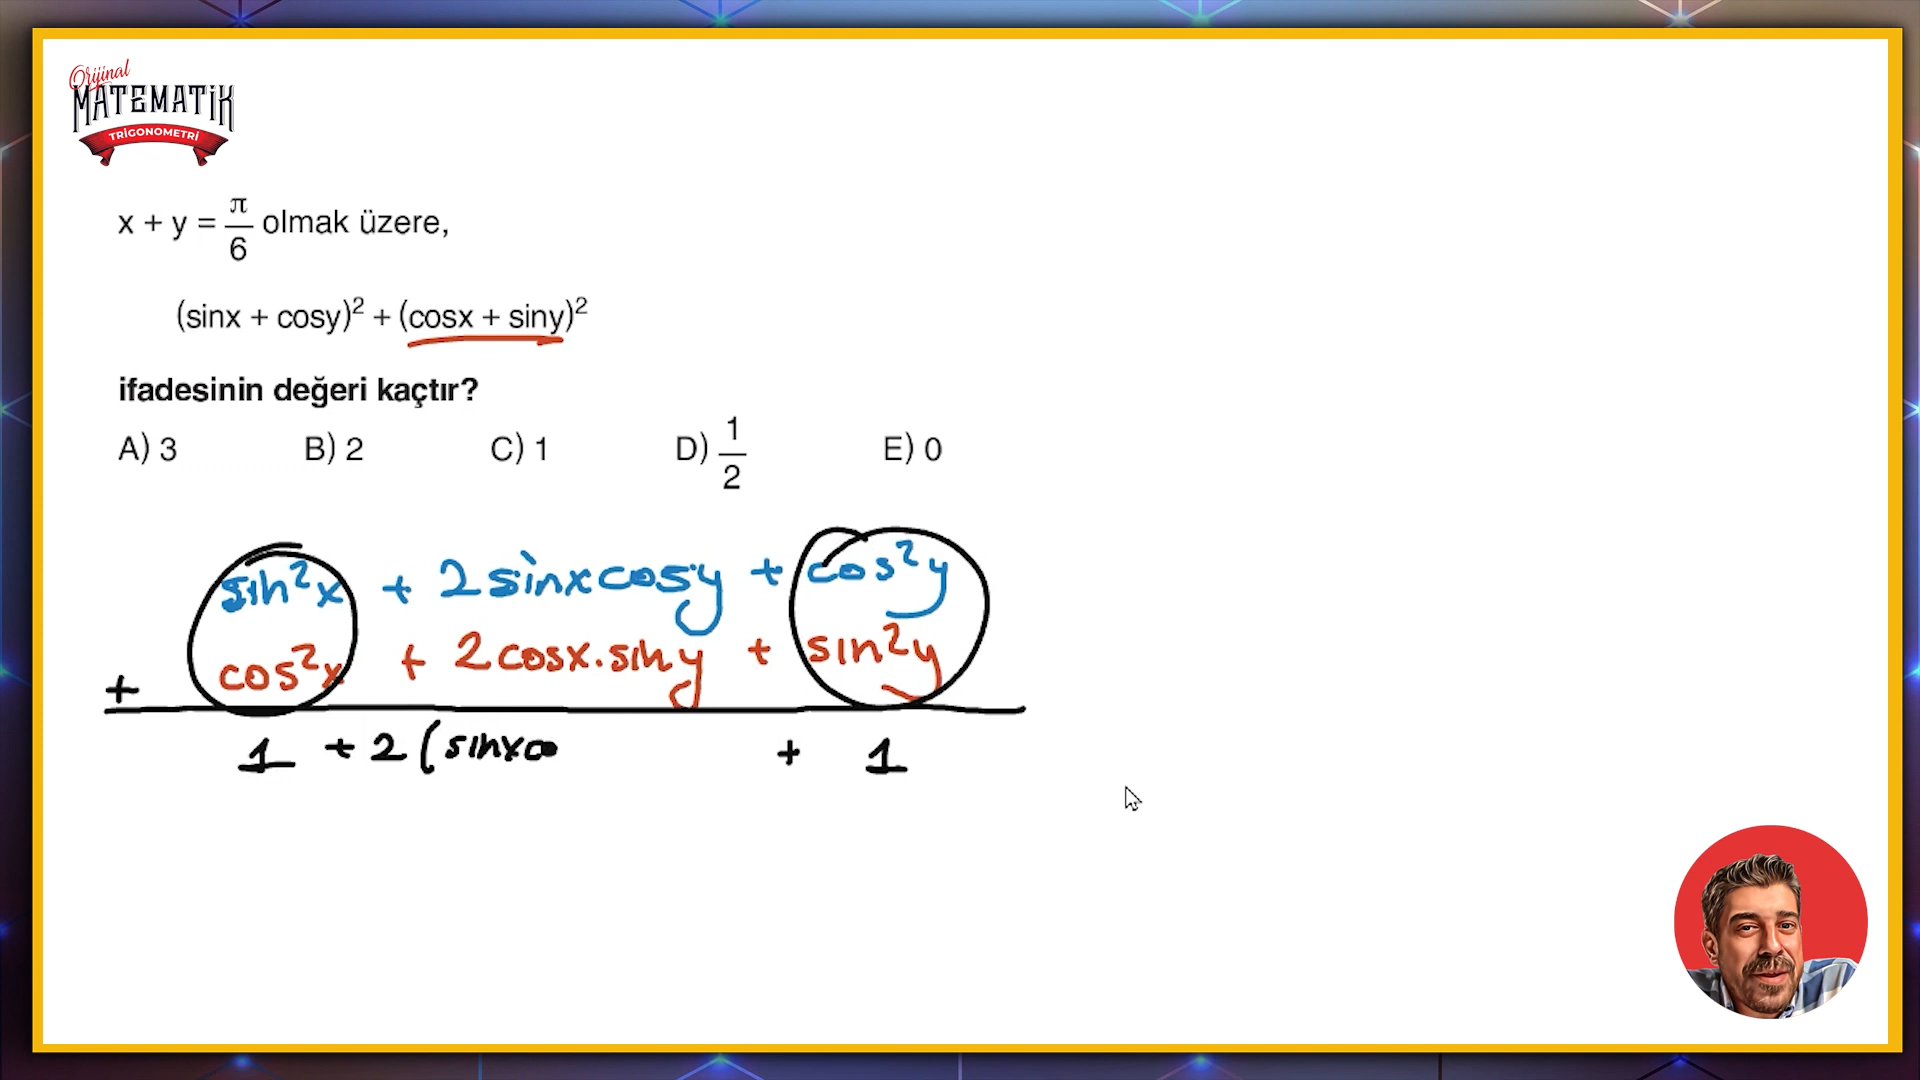 Orijinal
MATEMATİK
TRİGONOMETRİ
x + y = π/6 olmak üzere,
(sinx + cosy)² + (cosx + siny)²
ifadesinin değeri kaçtır?
A) 3 B) 2 C) 1 D) 1/2 E) 0
sin²x + 2sinxcosy + cos²y
cos²x + 2cosx.siny + sin²y
+
1 + 2(sinxco + 1